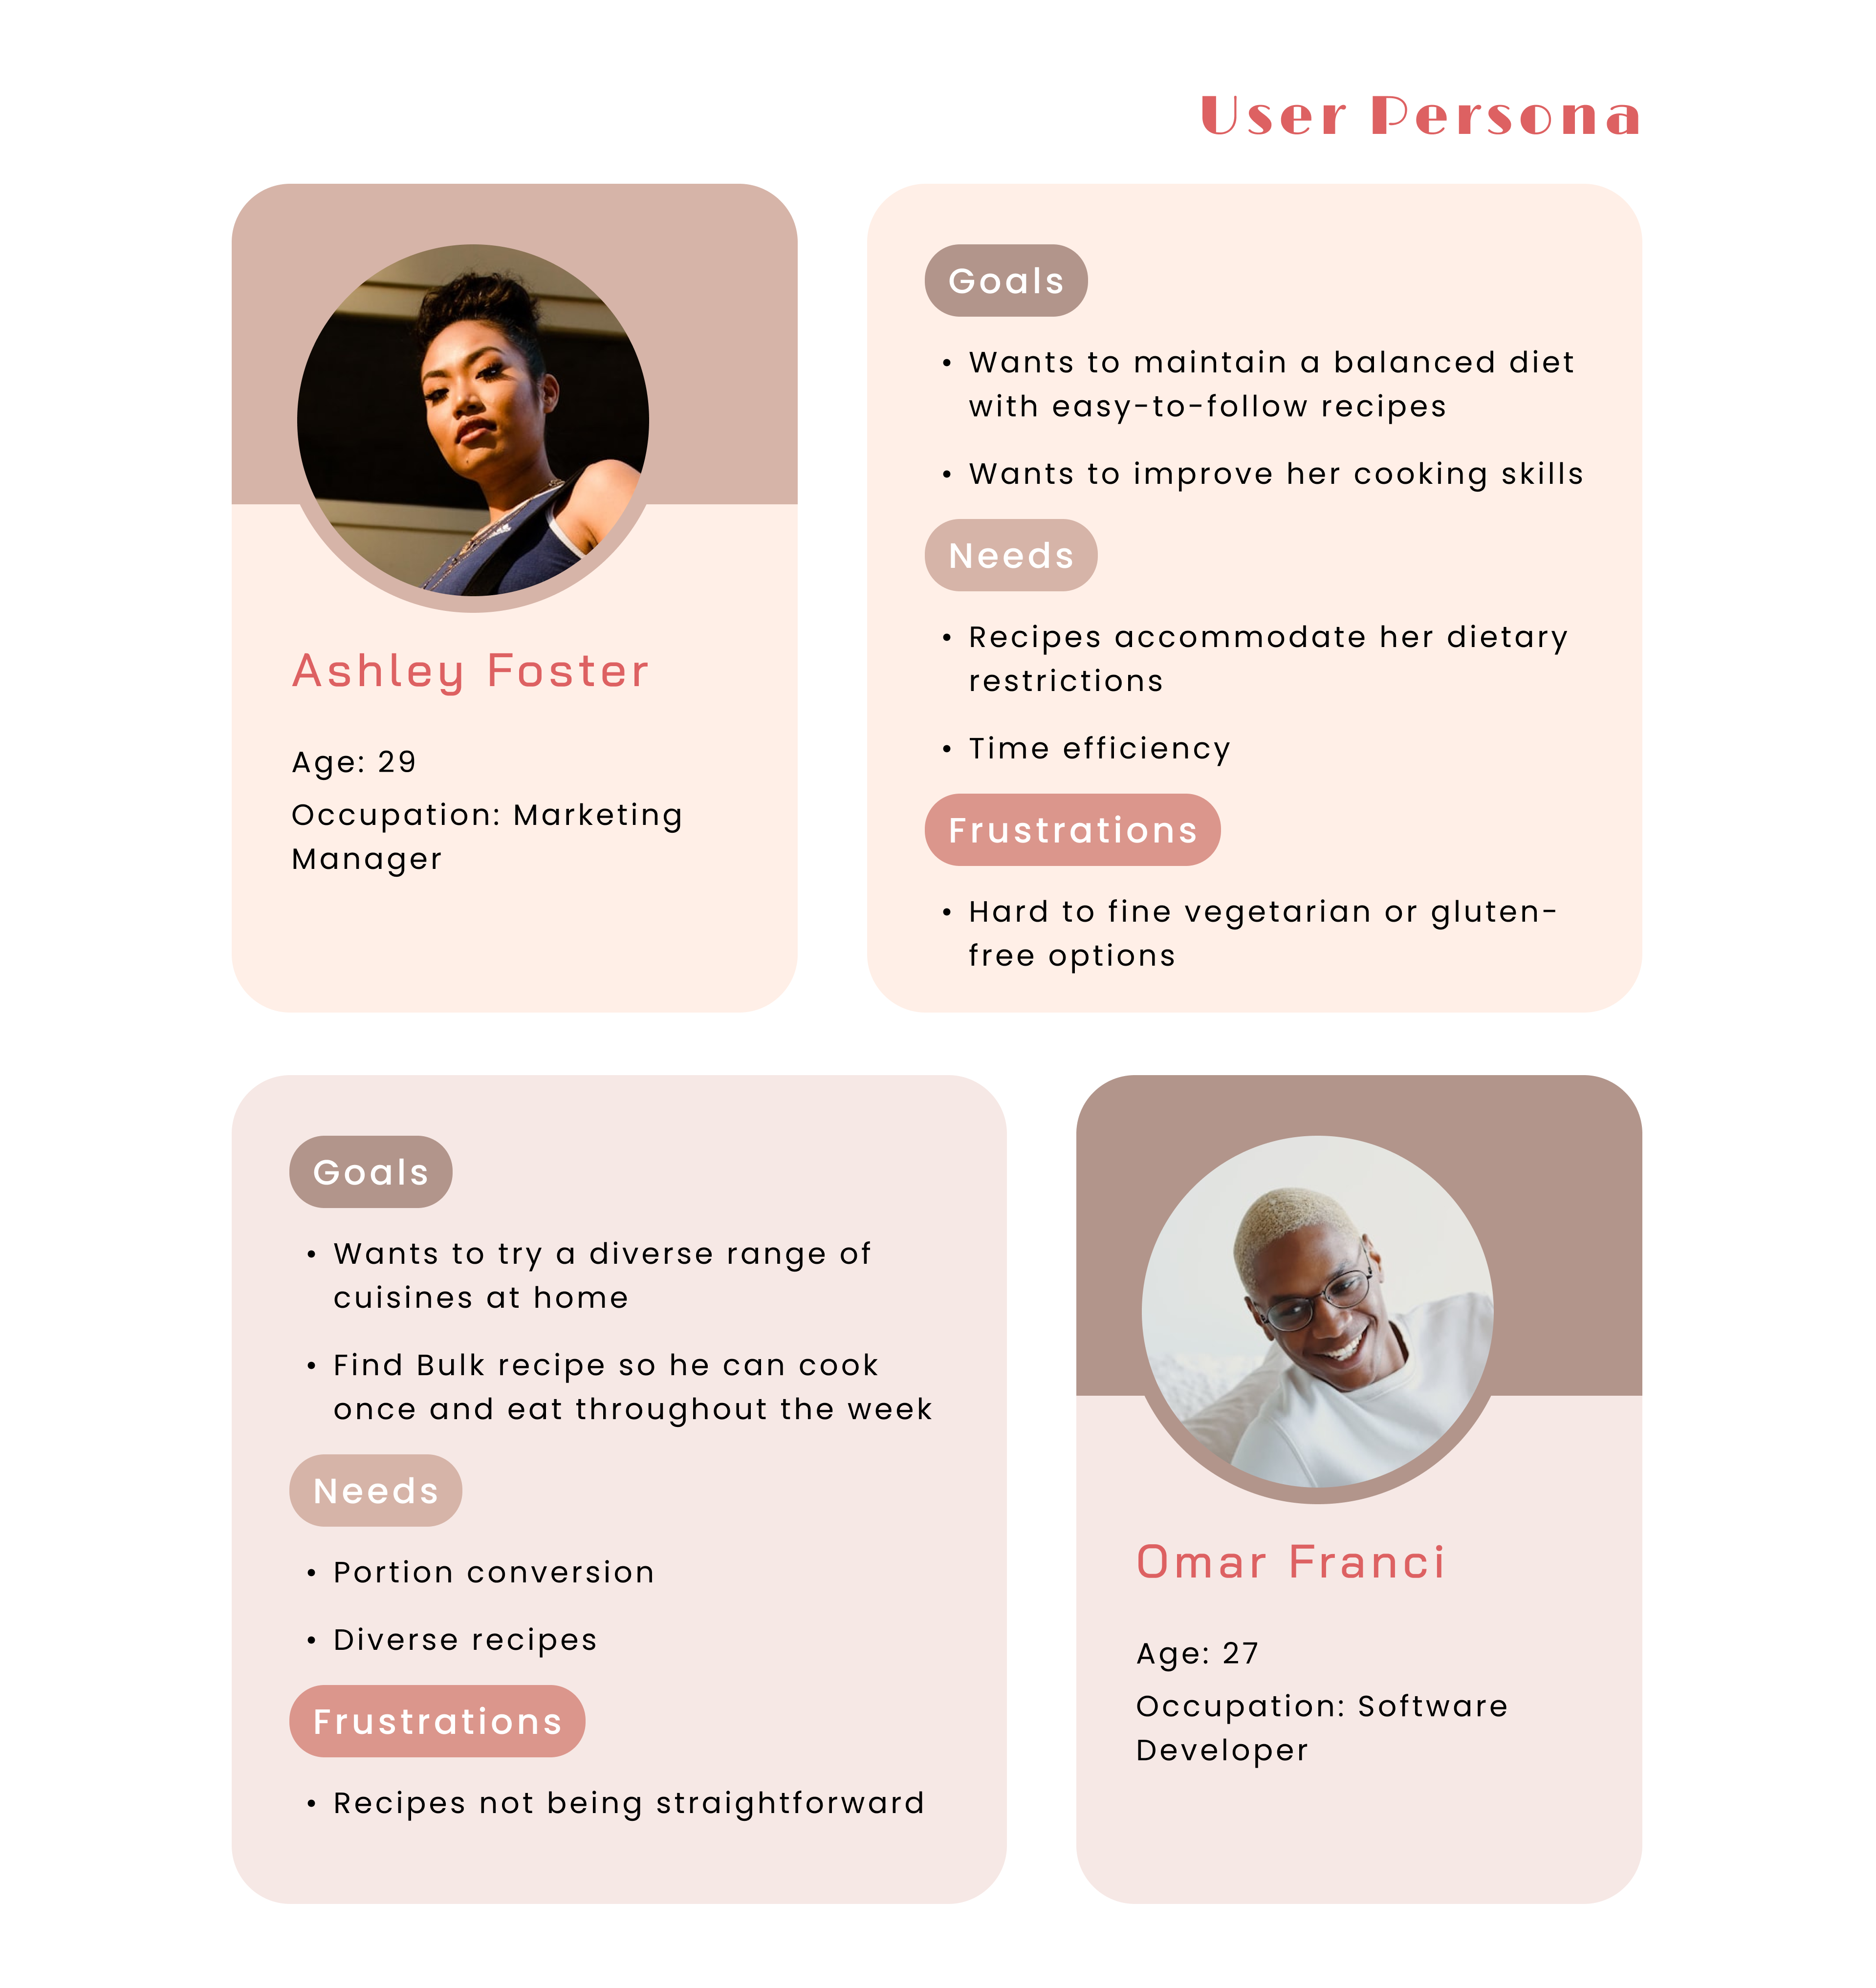 User Persona
Ashley Foster
Age: 29
Occupation: Marketing
Manager
Goals
• Wants to maintain a balanced diet
with easy-to-follow recipes
• Wants to improve her cooking skills
Needs
• Recipes accommodate her dietary
restrictions
• Time efficiency
Frustrations
• Hard to fine vegetarian or gluten-
free options
Goals
• Wants to try a diverse range of
cuisines at home
• Find Bulk recipe so he can cook
once and eat throughout the week
Needs
• Portion conversion
• Diverse recipes
Frustrations
• Recipes not being straightforward
Omar Franci
Age: 27
Occupation: Software
Developer